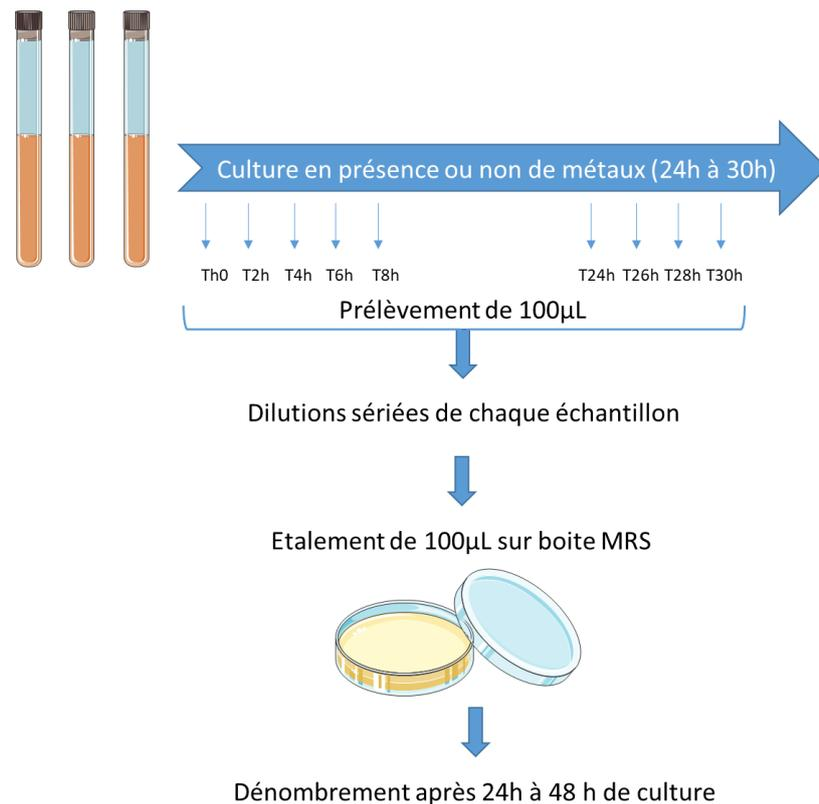 Culture en présence ou non de métaux (24h à 30h)
Th0 T2h T4h T6h T8h T24h T26h T28h T30h
Prélèvement de 100µL
Dilutions sériées de chaque échantillon
Etalement de 100µL sur boite MRS
Dénombrement après 24h à 48 h de culture